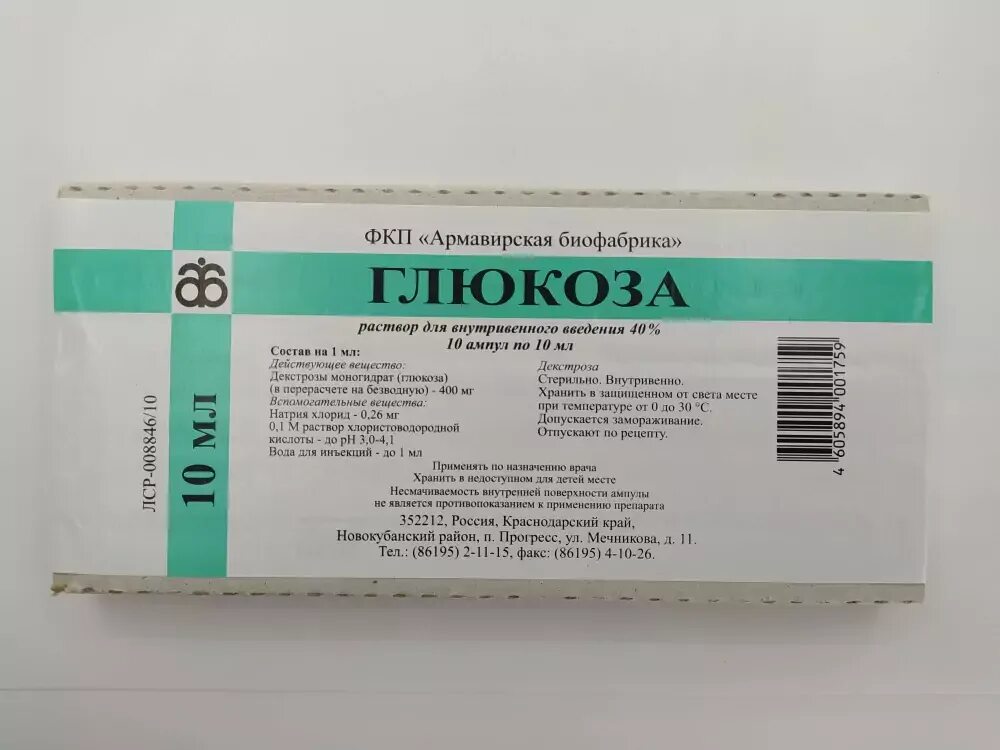 ФКП «Армавирская биофабрика»
ГЛЮКОЗА
раствор для внутривенного введения 40%
10 ампул по 10 мл
Состав на 1 мл:
Действующее вещество:
Декстрозы моногидрат (глюкоза)
(в перерасчете на безводную) - 400 мг
Вспомогательные вещества:
Натрия хлорид - 0,26 мг
0,1 М раствор хлористоводородной
кислоты - до рН 3,0-4,1
Вода для инъекций - до 1 мл
Декстроза
Стерильно. Внутривенно.
Хранить в защищенном от света месте
при температуре от 0 до 30 °С.
Допускается замораживание.
Отпускают по рецепту.
Применять по назначению врача
Хранить в недоступном для детей месте
Несмачиваемость внутренней поверхности ампулы
не является противопоказанием к применению препарата
352212, Россия, Краснодарский край,
Новокубанский район, п. Прогресс, ул. Мечникова, д. 11.
Тел.: (86195) 2-11-15, факс: (86195) 4-10-26.
ЛСР-008846/10
10 мл
4 605894 001759